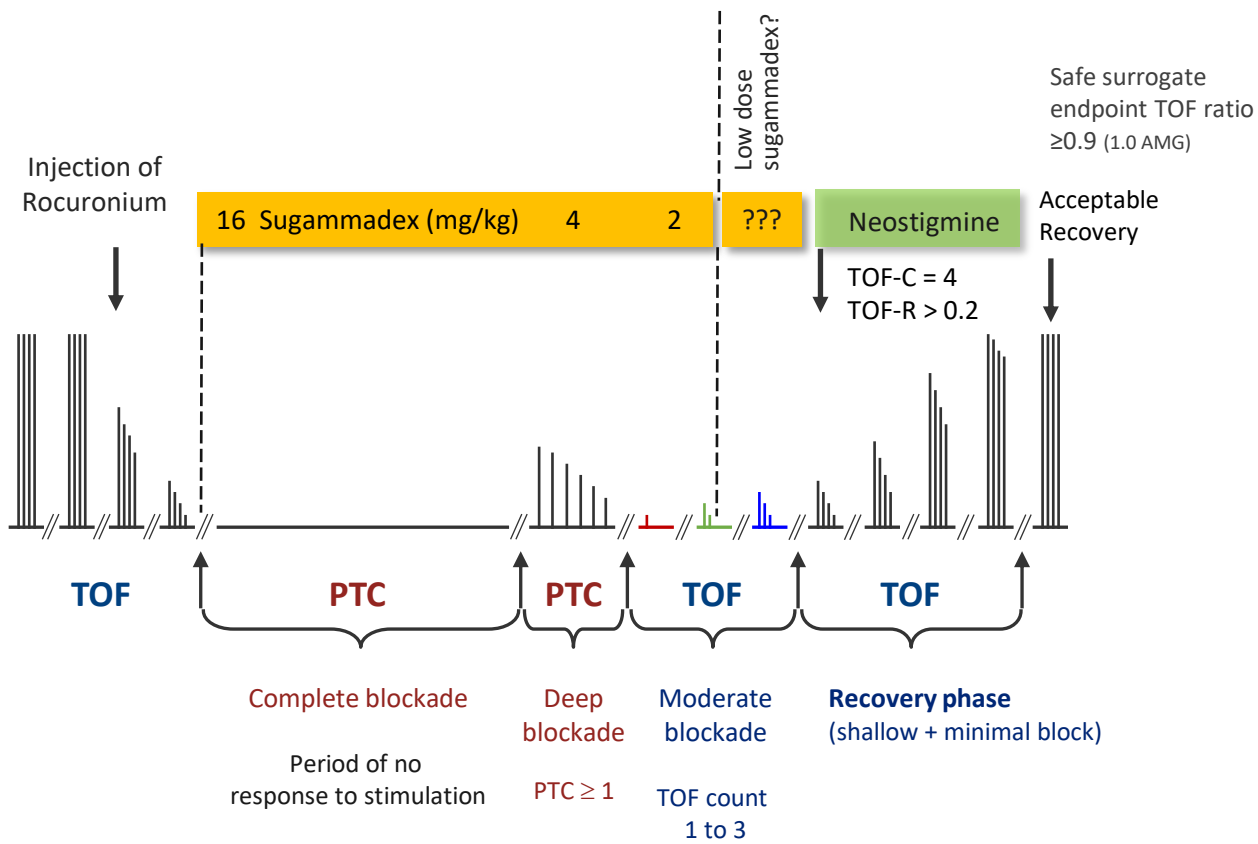 Low dose
sugammadex?
Safe surrogate
endpoint TOF ratio
≥0.9 (1.0 AMG)
Injection of
Rocuronium
16 Sugammadex (mg/kg) 4 2 ???
Neostigmine
Acceptable
Recovery
TOF-C = 4
TOF-R > 0.2
TOF
PTC
PTC
TOF
TOF
Complete blockade
Period of no
response to stimulation
Deep
blockade
PTC ≥ 1
Moderate
blockade
TOF count
1 to 3
Recovery phase
(shallow + minimal block)